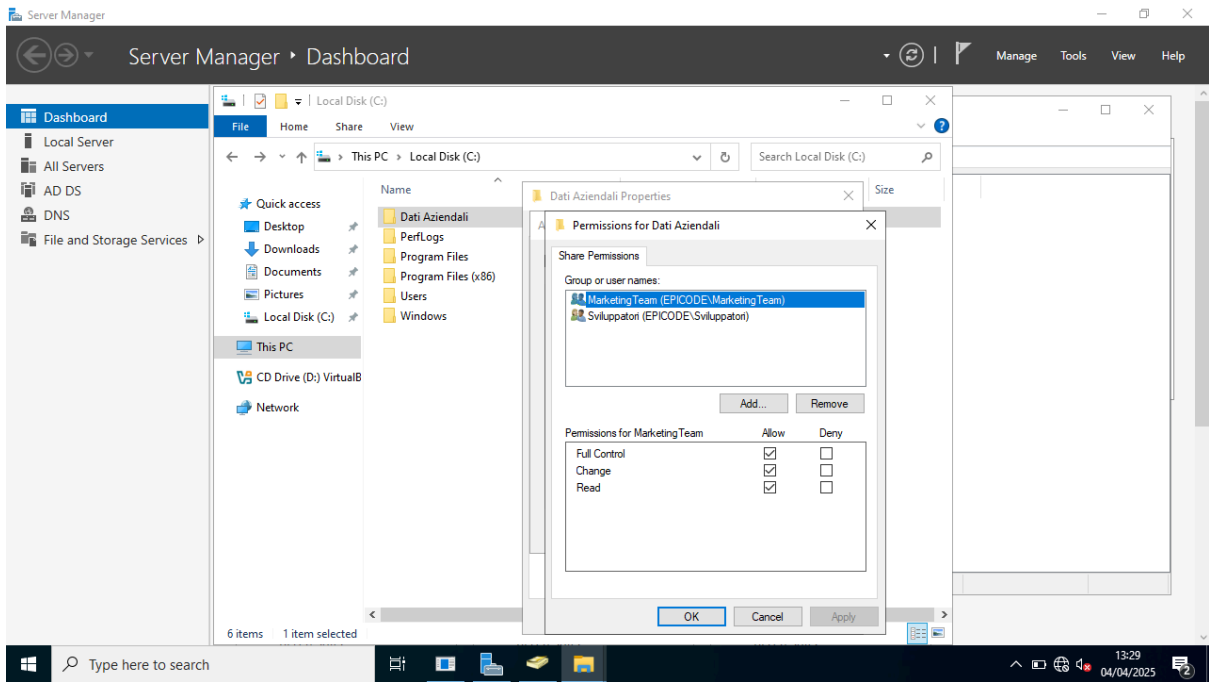 Server Manager
Server Manager • Dashboard
Manage Tools View Help
Dashboard
Local Server
All Servers
AD DS
DNS
File and Storage Services
Local Disk (C:)
File Home Share View
This PC > Local Disk (C:)
Search Local Disk (C:)
Quick access
Desktop
Downloads
Documents
Pictures
Local Disk (C:)
This PC
CD Drive (D:) VirtualB
Network
Name
Size
Dati Aziendali
PerfLogs
Program Files
Program Files (x86)
Users
Windows
6 items 1 item selected
Dati Aziendali Properties
Permissions for Dati Aziendali
Share Permissions
Group or user names:
MarketingTeam (EPICODE\MarketingTeam)
Sviluppatori (EPICODE\Sviluppatori)
Add... Remove
Permissions for MarketingTeam Allow Deny
Full Control
Change
Read
OK Cancel Apply
Type here to search
13:29
04/04/2025
2